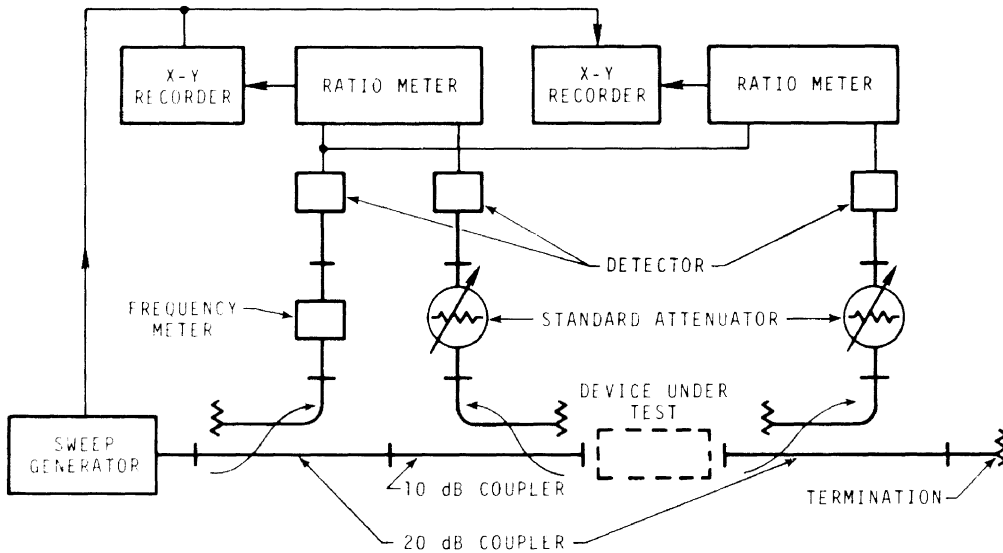 X-Y
RECORDER
RATIO METER
X-Y
RECORDER
RATIO METER
DETECTOR
FREQUENCY
METER
STANDARD ATTENUATOR
DEVICE UNDER
TEST
SWEEP
GENERATOR
10 dB COUPLER
TERMINATION
20 dB COUPLER